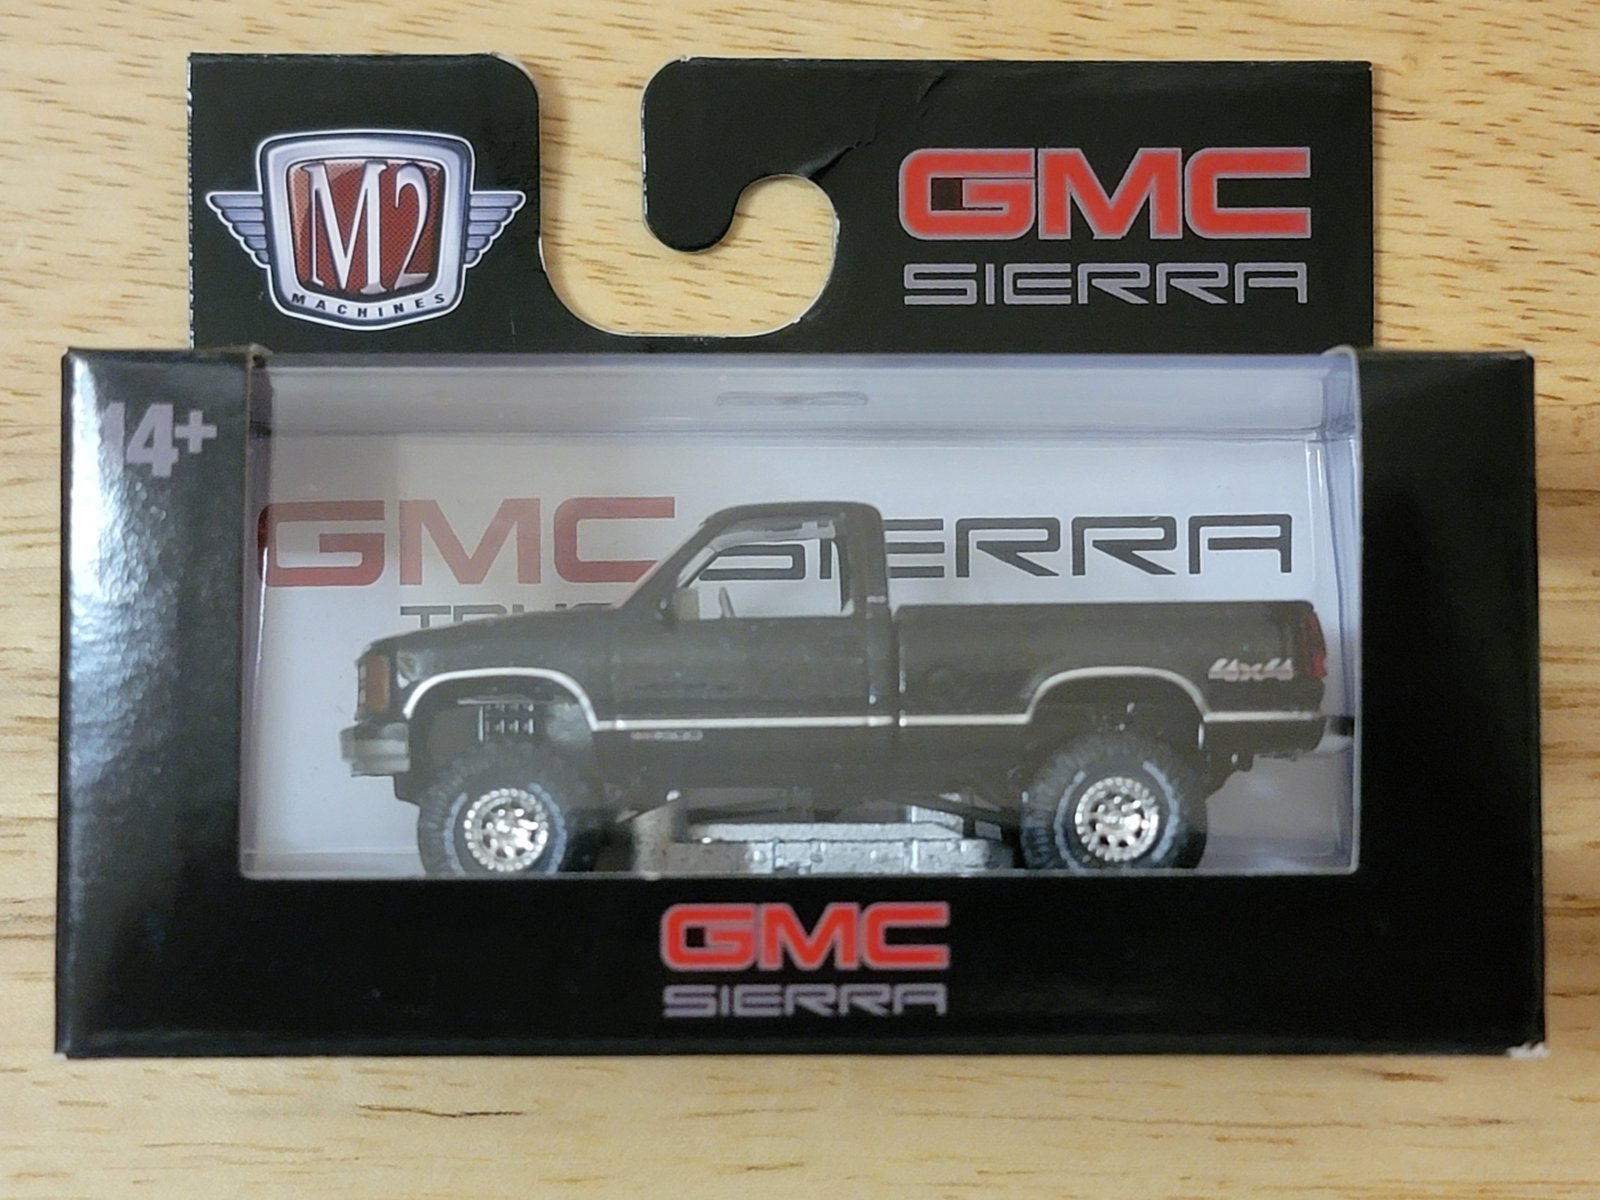 M2
MACHINES
GMC
SIERRA
14+
GMC SIERRA
4x4
GMC
SIERRA